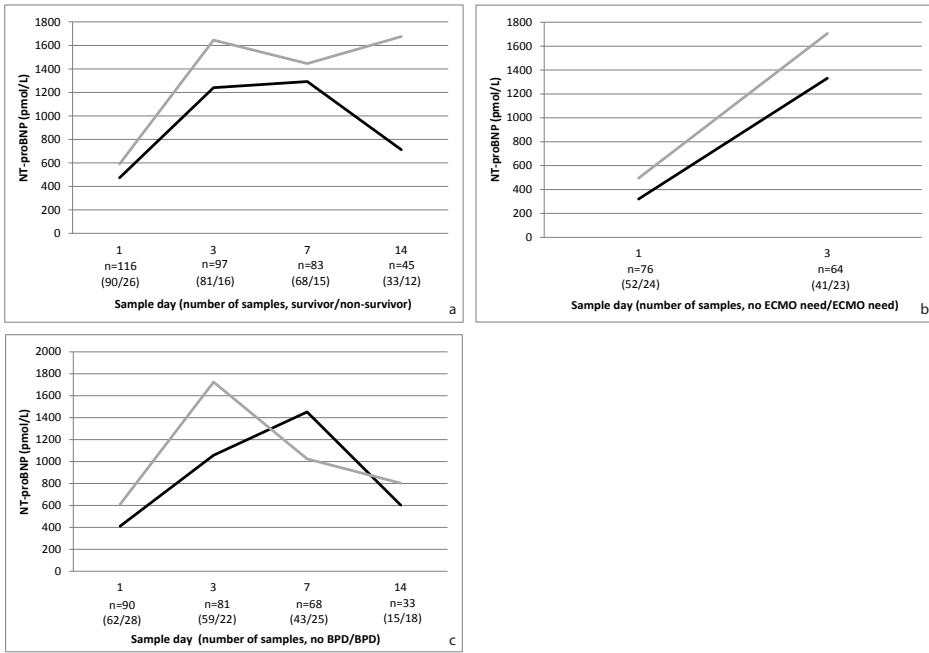 1800
1600
1400
1200
1000
800
600
400
200
0
NT-proBNP (pmol/L)
1 3 7 14
n=116 n=97 n=83 n=45
(90/26) (81/16) (68/15) (33/12)
Sample day (number of samples, survivor/non-survivor)
a
1800
1600
1400
1200
1000
800
600
400
200
0
NT-proBNP (pmol/L)
1 3
n=76 n=64
(52/24) (41/23)
Sample day (number of samples, no ECMO need/ECMO need)
b
2000
1800
1600
1400
1200
1000
800
600
400
200
0
NT-proBNP (pmol/L)
1 3 7 14
n=90 n=81 n=68 n=33
(62/28) (59/22) (43/25) (15/18)
Sample day (number of samples, no BPD/BPD)
c